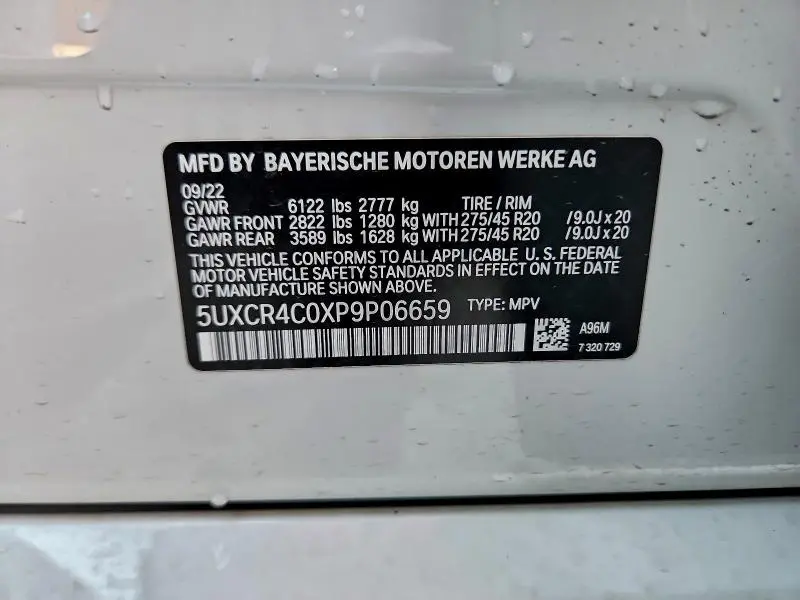 MFD BY BAYERISCHE MOTOREN WERKE AG
09/22
GVWR 6122 lbs 2777 kg TIRE / RIM
GAWR FRONT 2822 lbs 1280 kg WITH 275/45 R20 /9.0J x 20
GAWR REAR 3589 lbs 1628 kg WITH 275/45 R20 /9.0J x 20
THIS VEHICLE CONFORMS TO ALL APPLICABLE U. S. FEDERAL
MOTOR VEHICLE SAFETY STANDARDS IN EFFECT ON THE DATE
OF MANUFACTURE SHOWN ABOVE.
5UXCR4C0XP9P06659 TYPE: MPV
A96M
7 320 729